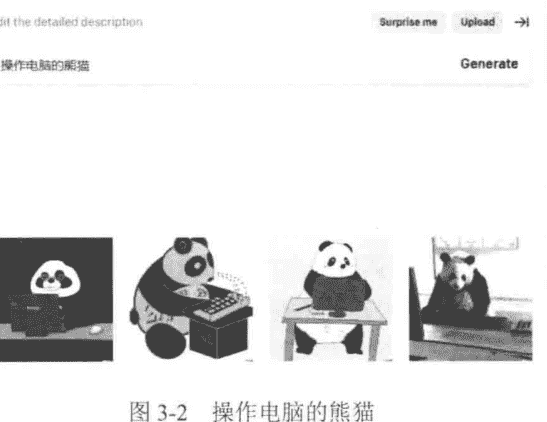 dit the detailed description
Surprise me
Upload
操作电脑的熊猫
Generate
图 3-2 操作电脑的熊猫